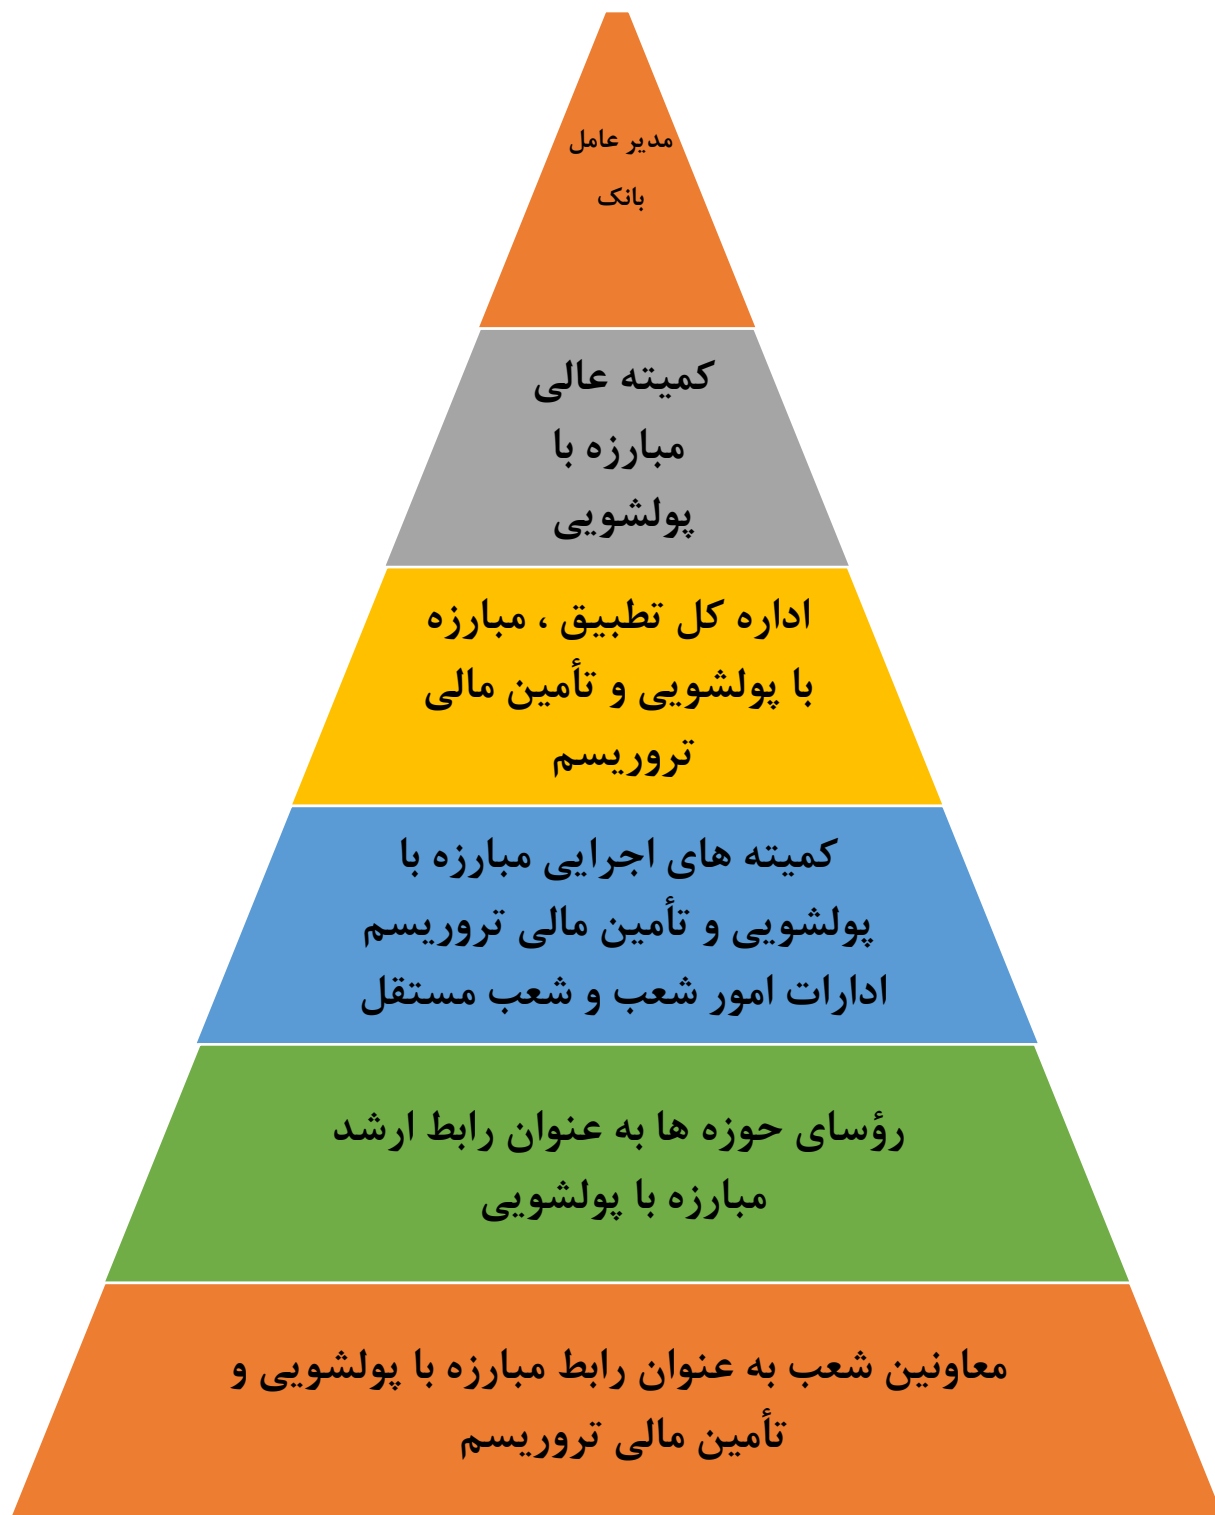 مدیر عامل
بانک
کمیته عالی
مبارزه با
پولشویی
اداره کل تطبیق ، مبارزه
با پولشویی و تأمین مالی
تروریسم
کمیته های اجرایی مبارزه با
پولشویی و تأمین مالی تروریسم
ادارات امور شعب و شعب مستقل
رؤسای حوزه ها به عنوان رابط ارشد
مبارزه با پولشویی
معاونین شعب به عنوان رابط مبارزه با پولشویی و
تأمین مالی تروریسم